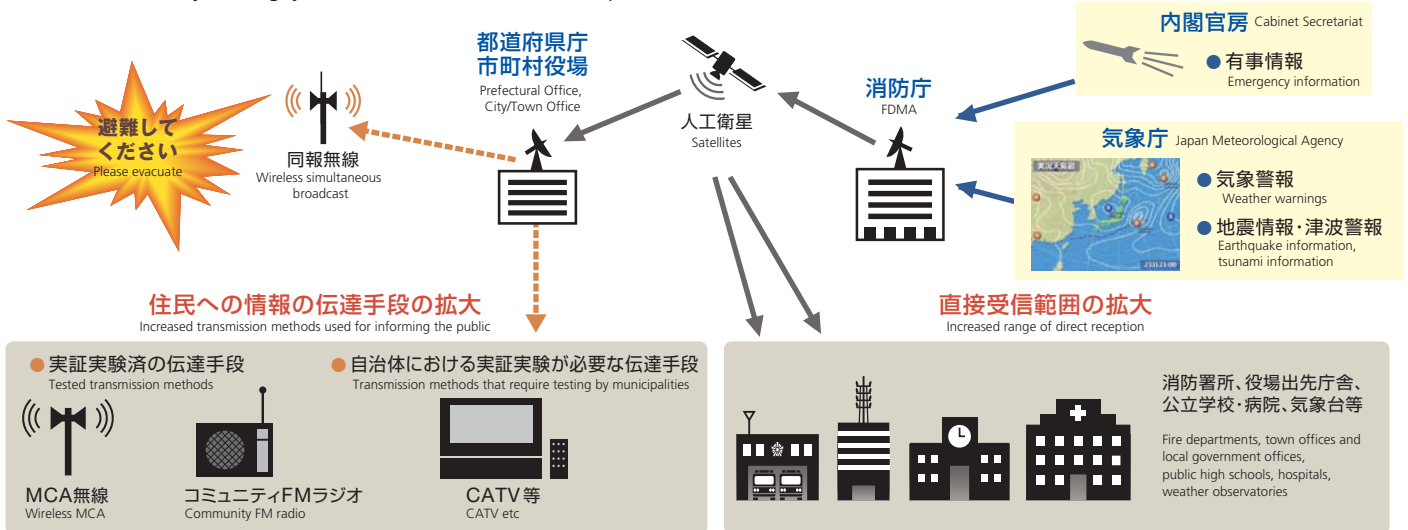 内閣官房 Cabinet Secretariat
有事情報
Emergency information
都道府県庁
市町村役場
Prefectural Office,
City/Town Office
消防庁
FDMA
人工衛星
Satellites
気象庁 Japan Meteorological Agency
実況天気図
気象警報
Weather warnings
地震情報・津波警報
Earthquake information,
tsunami information
避難して
ください
Please evacuate
同報無線
Wireless simultaneous
broadcast
住民への情報の伝達手段の拡大
Increased transmission methods used for informing the public
直接受信範囲の拡大
Increased range of direct reception
実証実験済の伝達手段
Tested transmission methods
自治体における実証実験が必要な伝達手段
Transmission methods that require testing by municipalities
MCA無線
Wireless MCA
コミュニティFMラジオ
Community FM radio
CATV等
CATV etc
消防署所、役場出先庁舎、
公立学校・病院、気象台等
Fire departments, town offices and
local government offices,
public high schools, hospitals,
weather observatories